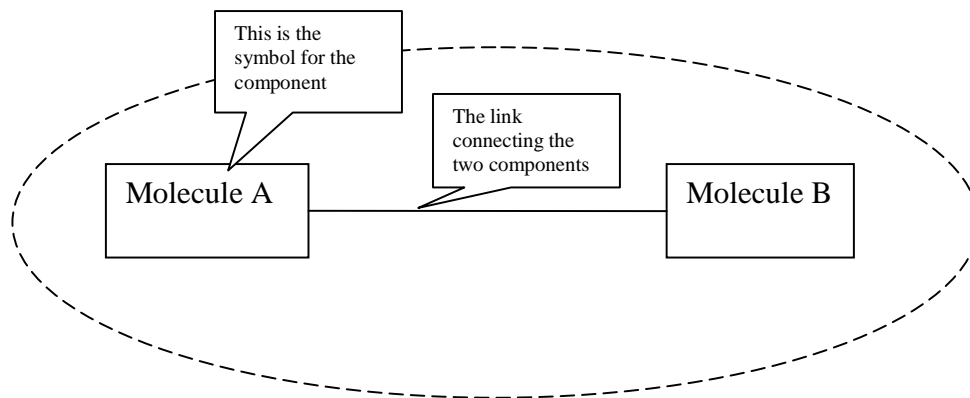 This is the
symbol for the
component
The link
connecting the
two components
Molecule A
Molecule B